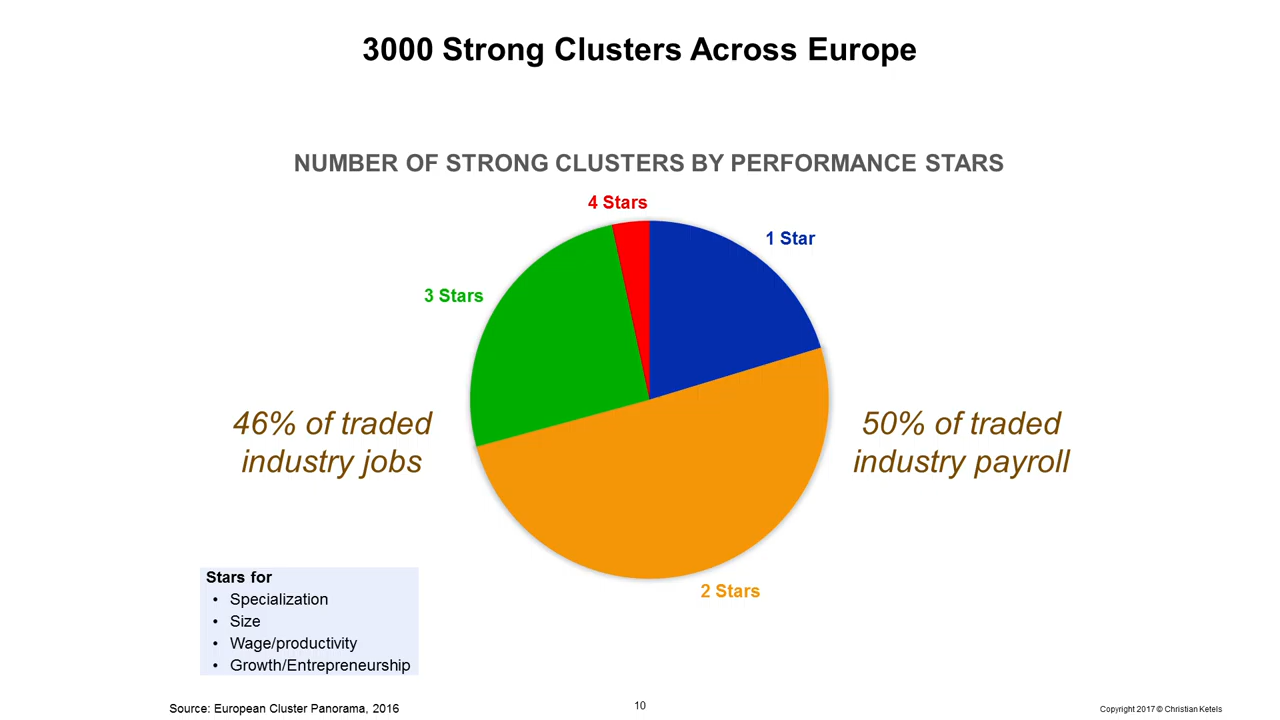 3000 Strong Clusters Across Europe
NUMBER OF STRONG CLUSTERS BY PERFORMANCE STARS
4 Stars
1 Star
3 Stars
46% of traded
industry jobs
50% of traded
industry payroll
2 Stars
Stars for
• Specialization
• Size
• Wage/productivity
• Growth/Entrepreneurship
Source: European Cluster Panorama, 2016
10
Copyright 2017 © Christian Ketels